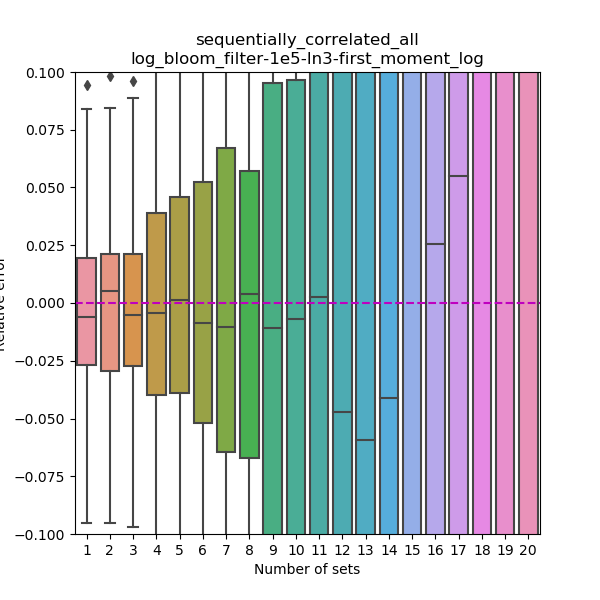 sequentially_correlated_all
log_bloom_filter-1e5-ln3-first_moment_log
0.100
0.075
0.050
0.025
0.000
−0.025
−0.050
−0.075
−0.100
Relative error
1 2 3 4 5 6 7 8 9 10 11 12 13 14 15 16 17 18 19 20
Number of sets